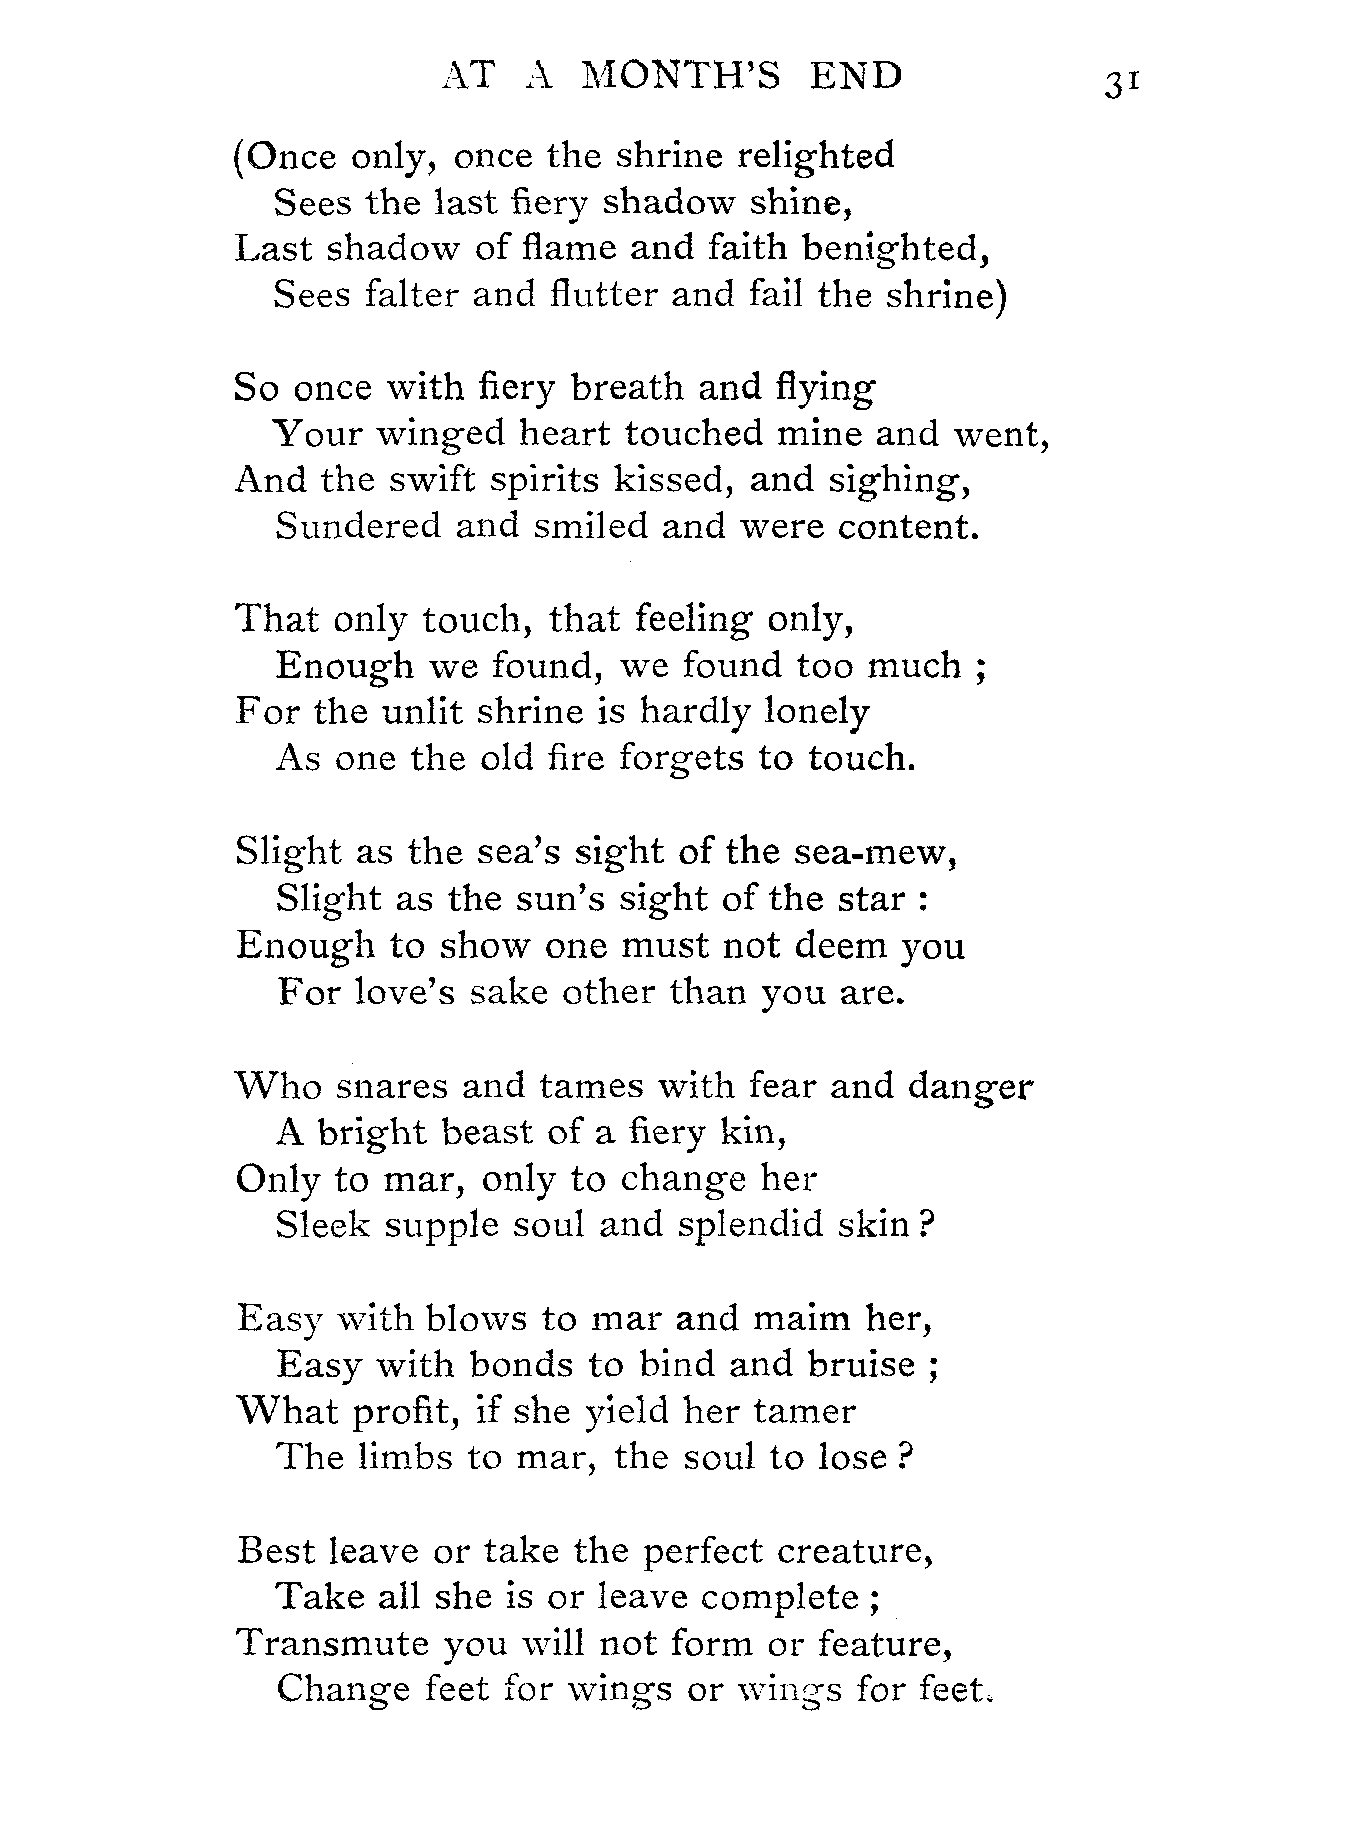 AT A MONTH'S END 31
(Once only, once the shrine relighted
Sees the last fiery shadow shine,
Last shadow of flame and faith benighted,
Sees falter and flutter and fail the shrine)
So once with fiery breath and flying
Your winged heart touched mine and went,
And the swift spirits kissed, and sighing,
Sundered and smiled and were content.
That only touch, that feeling only,
Enough we found, we found too much ;
For the unlit shrine is hardly lonely
As one the old fire forgets to touch.
Slight as the sea's sight of the sea-mew,
Slight as the sun's sight of the star :
Enough to show one must not deem you
For love's sake other than you are.
Who snares and tames with fear and danger
A bright beast of a fiery kin,
Only to mar, only to change her
Sleek supple soul and splendid skin ?
Easy with blows to mar and maim her,
Easy with bonds to bind and bruise ;
What profit, if she yield her tamer
The limbs to mar, the soul to lose ?
Best leave or take the perfect creature,
Take all she is or leave complete ;
Transmute you will not form or feature,
Change feet for wings or wings for feet.